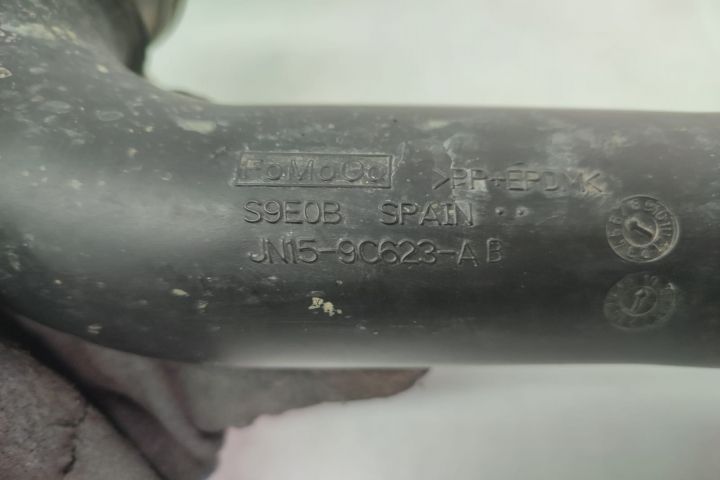 FoMoCo >PP+EPDM<
S9E0B SPAIN
JN15-9C623-AB